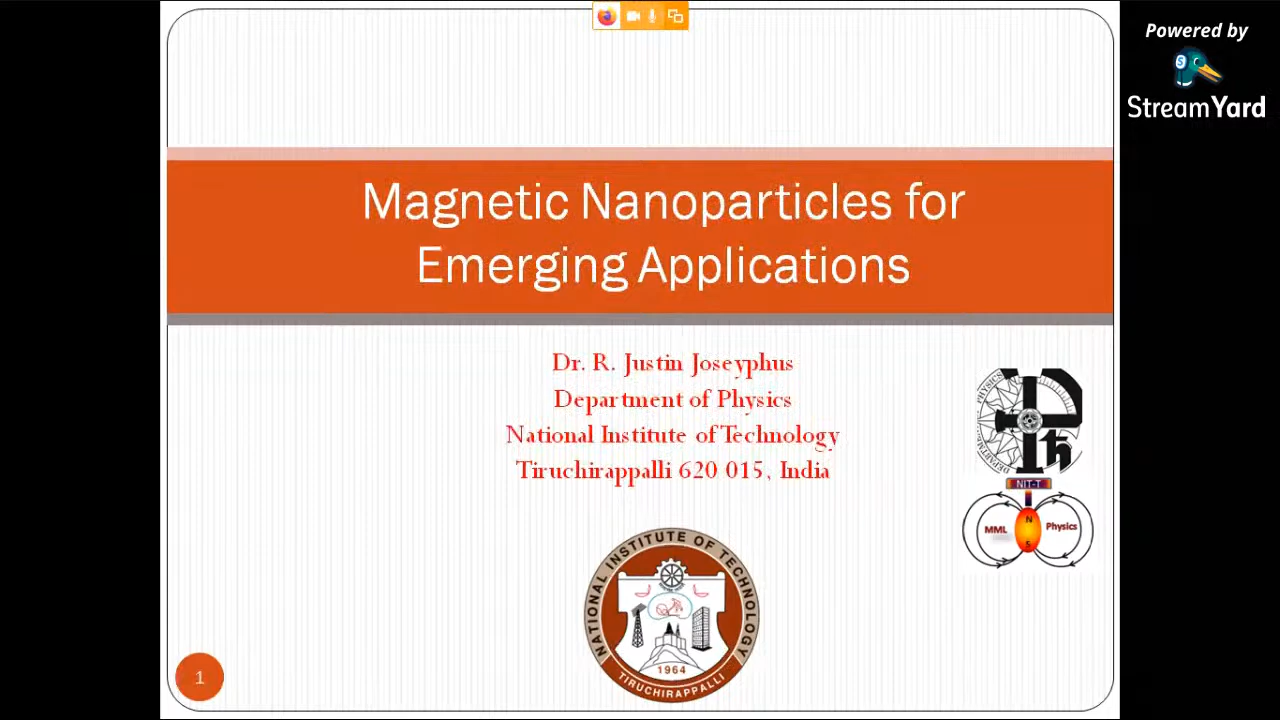 Powered by
StreamYard
Magnetic Nanoparticles for
Emerging Applications
Dr. R. Justin Joseyphus
Department of Physics
National Institute of Technology
Tiruchirappalli 620 015, India
PHYSICS
NIT-T
N
MML
Physics
S
NATIONAL INSTITUTE OF TECHNOLOGY
1964
TIRUCHIRAPPALLI
1